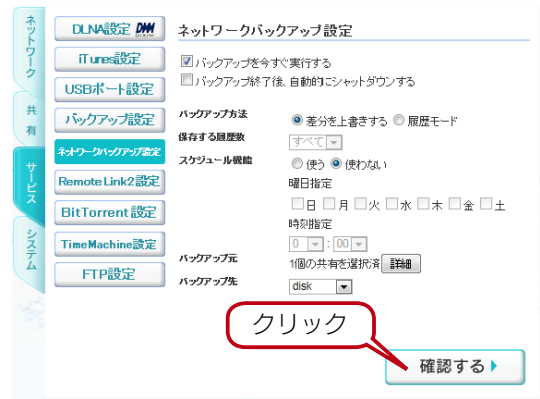 ネットワーク
共有
サービス
システム
DLNA設定
iTunes設定
USBポート設定
バックアップ設定
ネットワークバックアップ設定
RemoteLink2設定
BitTorrent設定
TimeMachine設定
FTP設定
ネットワークバックアップ設定
バックアップを今すぐ実行する
バックアップ終了後、自動的にシャットダウンする
バックアップ方法 差分を上書きする 履歴モード
保存する履歴数 すべて
スケジュール機能 使う 使わない
曜日指定
日 月 火 水 木 金 土
時刻指定
0 : 00
バックアップ元 1個の共有を選択済 詳細
バックアップ先 disk
クリック
確認する